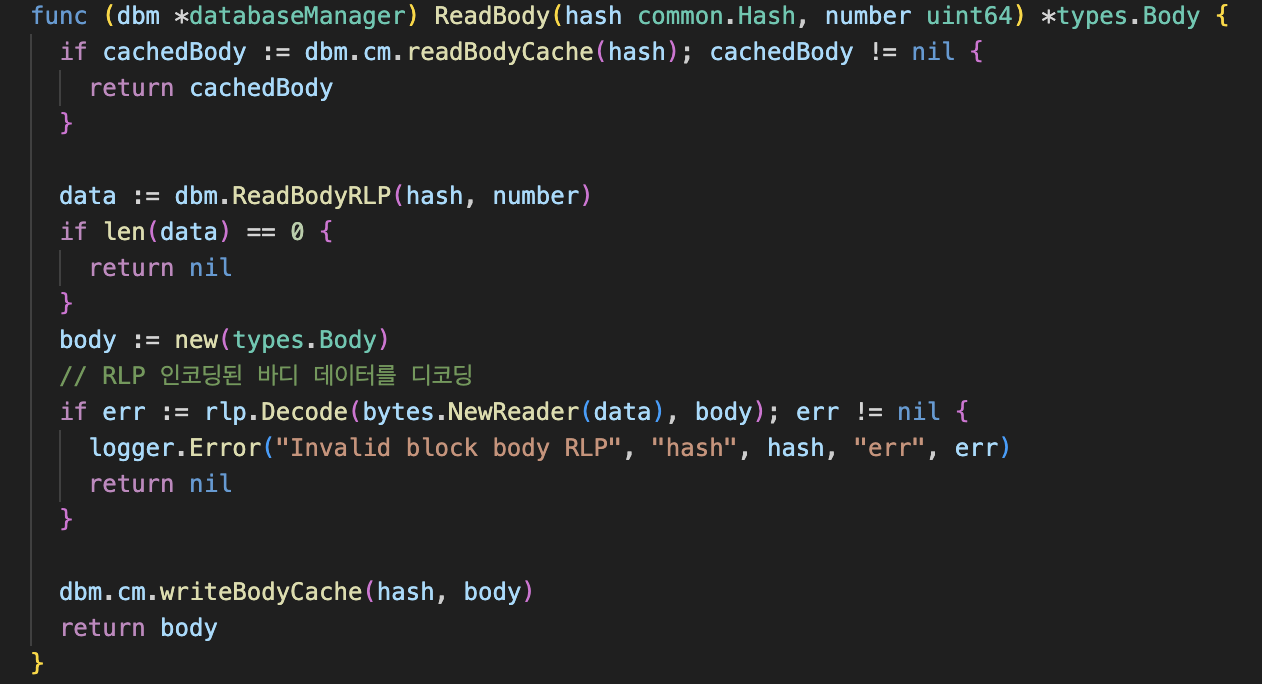 func (dbm *databaseManager) ReadBody(hash common.Hash, number uint64) *types.Body {
if cachedBody := dbm.cm.readBodyCache(hash); cachedBody != nil {
return cachedBody
}
data := dbm.ReadBodyRLP(hash, number)
if len(data) == 0 {
return nil
}
body := new(types.Body)
// RLP 인코딩된 바디 데이터를 디코딩
if err := rlp.Decode(bytes.NewReader(data), body); err != nil {
logger.Error("Invalid block body RLP", "hash", hash, "err", err)
return nil
}
dbm.cm.writeBodyCache(hash, body)
return body
}